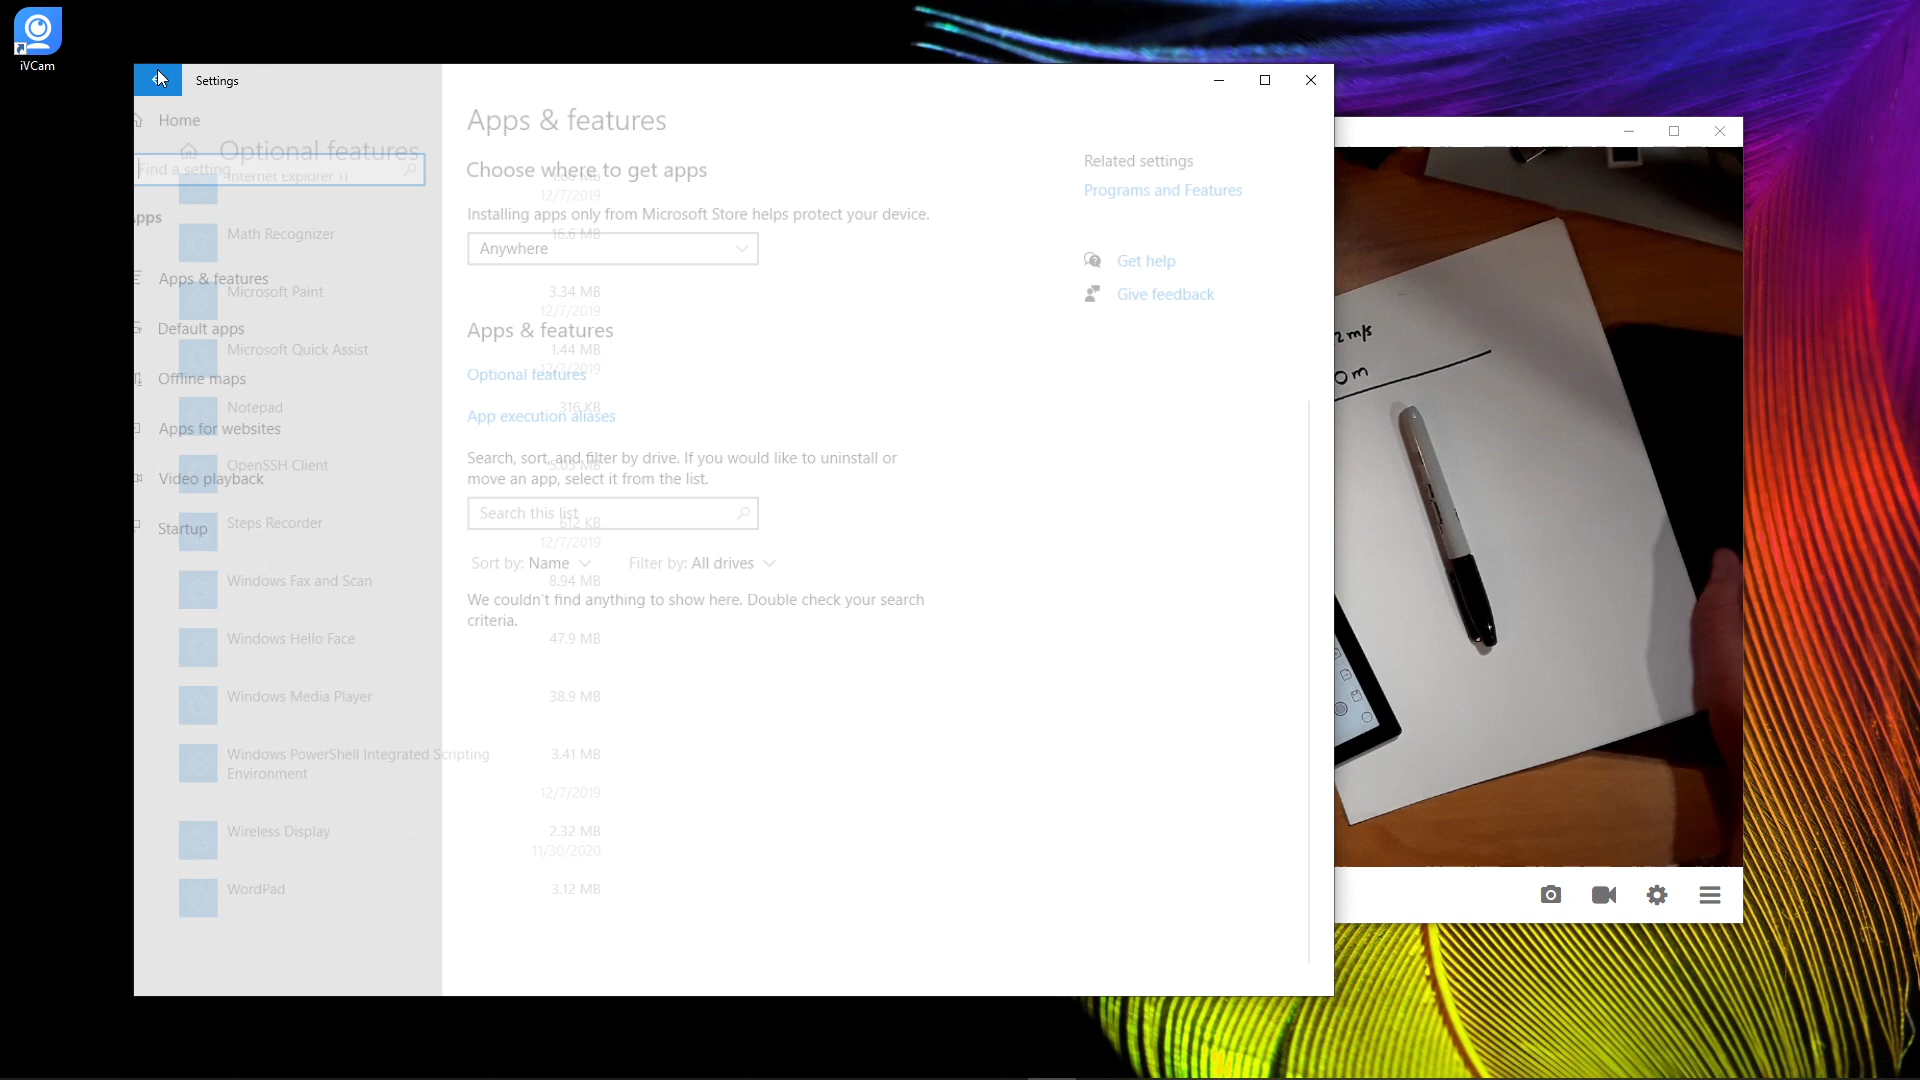 iVCam
Settings
Home
Optional features
Find a setting
Internet Explorer 11
Apps
Math Recognizer
Apps & features
Microsoft Paint
Default apps
Microsoft Quick Assist
Offline maps
Notepad
Apps for websites
OpenSSH Client
Video playback
Steps Recorder
Startup
Windows Fax and Scan
Windows Hello Face
Windows Media Player
Windows PowerShell Integrated Scripting
Environment
Wireless Display
WordPad
Apps & features
Choose where to get apps
12/7/2019
Installing apps only from Microsoft Store helps protect your device.
16.6 MB
Anywhere
3.34 MB
12/7/2019
Apps & features
1.44 MB
12/7/2019
Optional features
316 KB
App execution aliases
Search, sort, and filter by drive. If you would like to uninstall or
5.05 MB
move an app, select it from the list.
Search this list
612 KB
12/7/2019
Sort by: Name
Filter by: All drives
8.94 MB
We couldn't find anything to show here. Double check your search
criteria.
47.9 MB
38.9 MB
3.41 MB
12/7/2019
2.32 MB
11/30/2020
3.12 MB
Related settings
Programs and Features
Get help
Give feedback
2 m/s
0 m